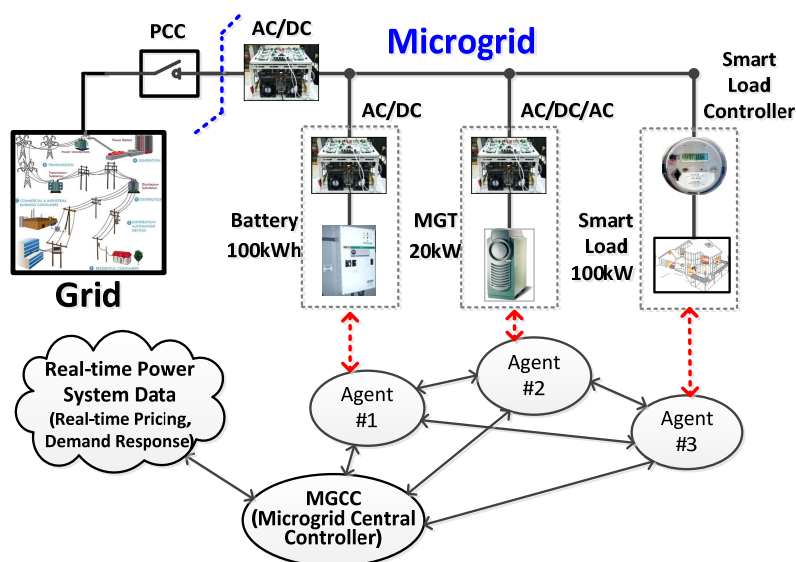 PCC
AC/DC
Microgrid
Smart
Load
Controller
AC/DC
AC/DC/AC
Battery
100kWh
MGT
20kW
Smart
Load
100kW
Grid
Real-time Power
System Data
(Real-time Pricing,
Demand Response)
Agent
#1
Agent
#2
Agent
#3
MGCC
(Microgrid Central
Controller)